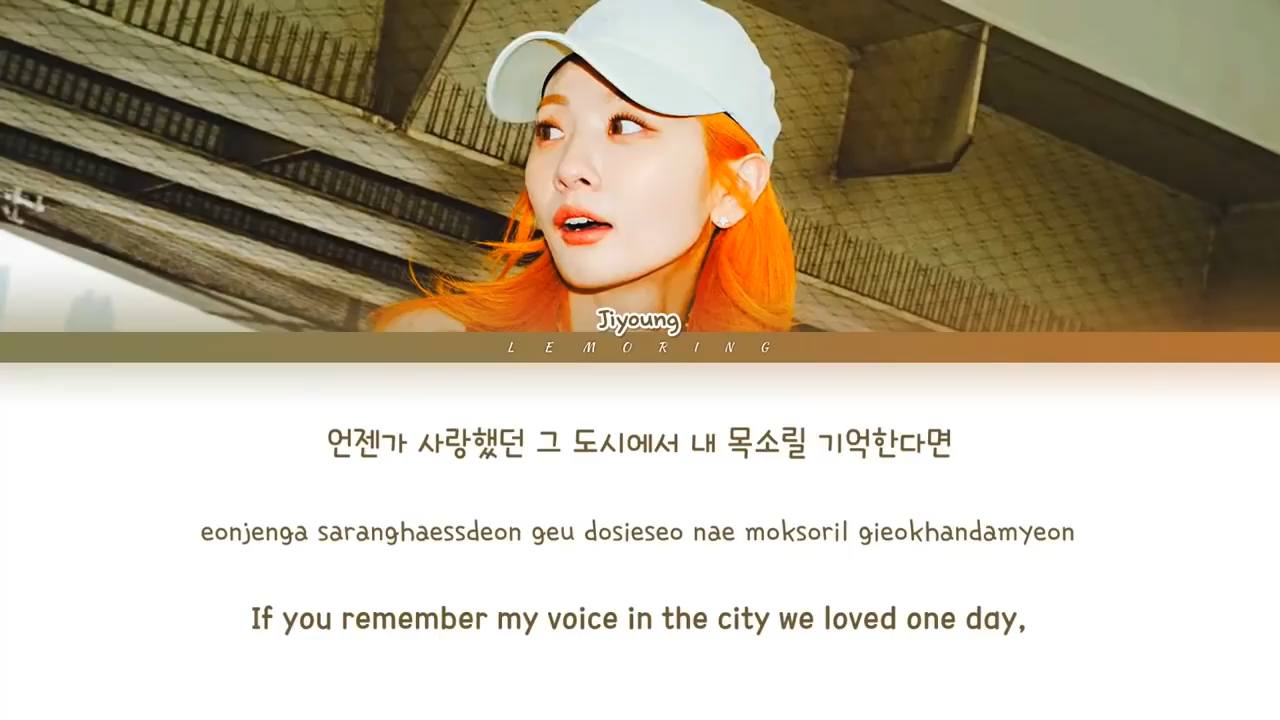 Jiyoung
LEMORING
언젠가 사랑했던 그 도시에서 내 목소릴 기억한다면
eonjenga saranghaessdeon geu dosieseo nae moksoril gieokhandamyeon
If you remember my voice in the city we loved one day,